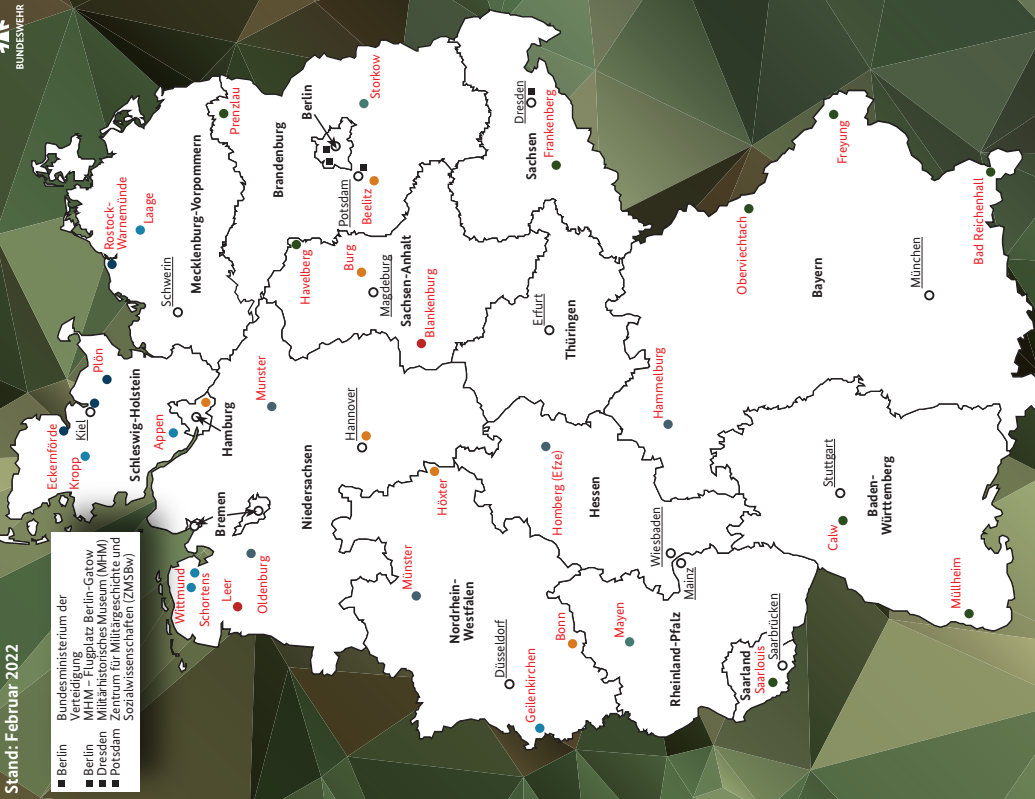 Stand: Februar 2022
BUNDESWEHR
■ Berlin Bundesministerium der
Verteidigung
■ Berlin MHM – Flugplatz Berlin-Gatow
■ Dresden Militärhistorisches Museum (MHM)
■ Potsdam Zentrum für Militärgeschichte und
Sozialwissenschaften (ZMSBw)
Eckernförde
Kropp
Kiel
Plön
Schleswig-Holstein
Appen
Hamburg
Rostock-
Warnemünde
Laage
Schwerin
Mecklenburg-Vorpommern
Prenzlau
Wittmund
Schortens
Leer
Oldenburg
Bremen
Munster
Niedersachsen
Hannover
Havelberg
Burg
Magdeburg
Sachsen-Anhalt
Blankenburg
Brandenburg
Berlin
Potsdam
Beelitz
Storkow
Münster
Höxter
Nordrhein-
Westfalen
Düsseldorf
Geilenkirchen
Bonn
Homberg (Efze)
Hessen
Wiesbaden
Erfurt
Thüringen
Dresden
Sachsen
Frankenberg
Mayen
Mainz
Rheinland-Pfalz
Saarland
Saarlouis
Saarbrücken
Hammelburg
Oberviechtach
Bayern
Freyung
München
Bad Reichenhall
Stuttgart
Calw
Baden-
Württemberg
Müllheim